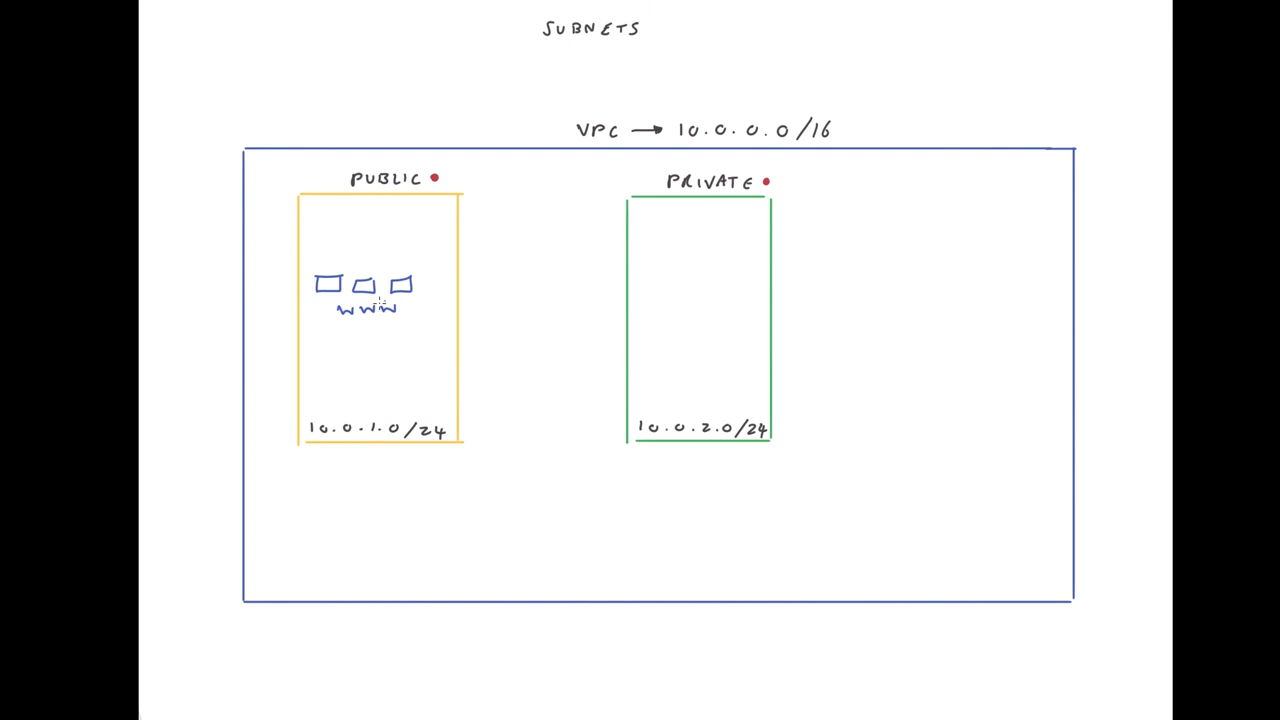 SUBNETS
VPC → 10.0.0.0/16
PUBLIC
PRIVATE
WWW
10.0.1.0/24
10.0.2.0/24